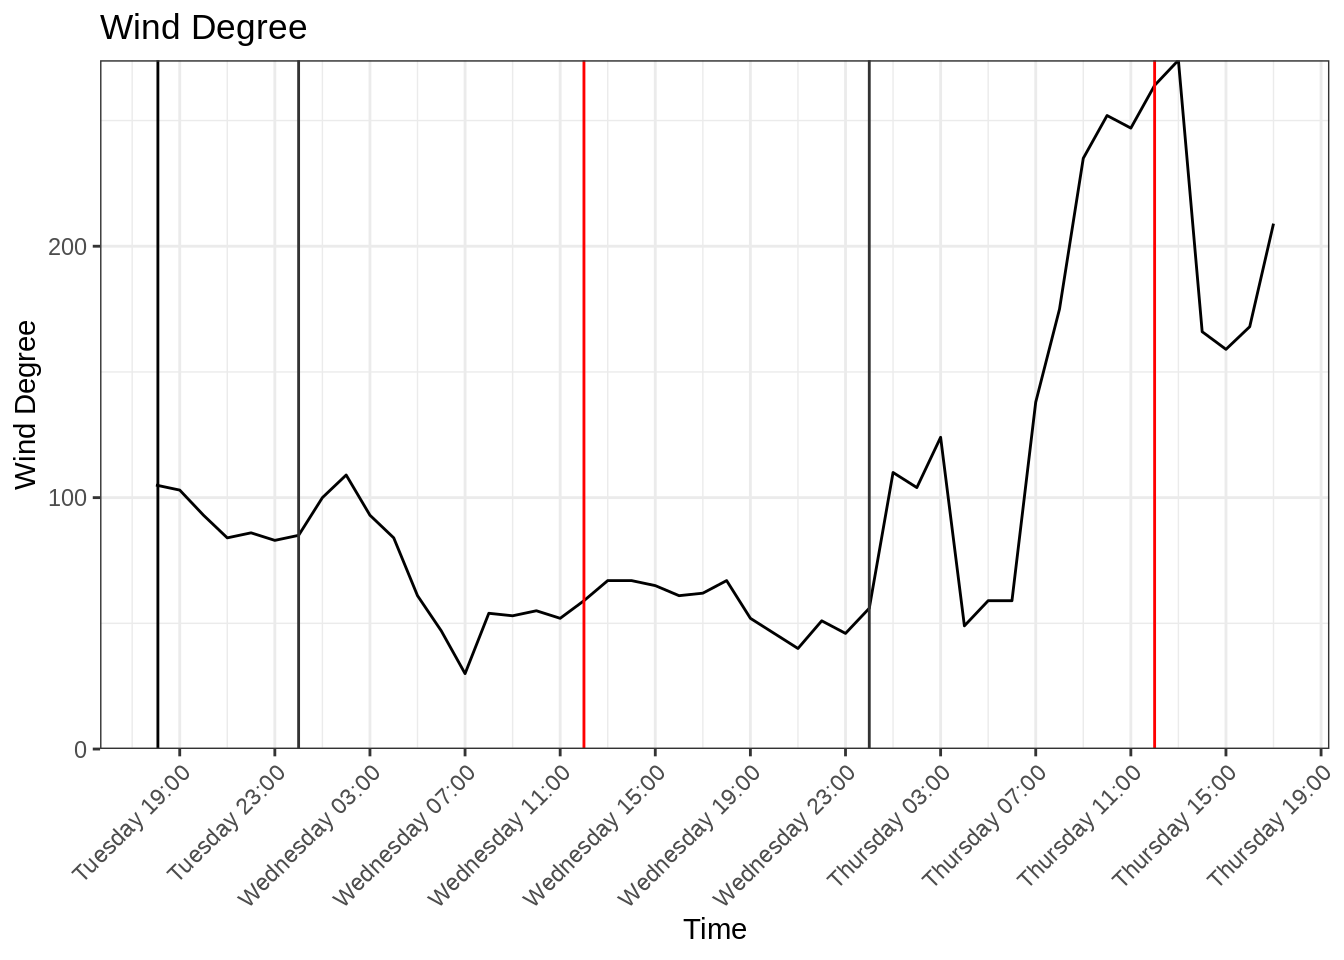 Wind Degree
Wind Degree
200
100
0
Tuesday 19:00
Tuesday 23:00
Wednesday 03:00
Wednesday 07:00
Wednesday 11:00
Wednesday 15:00
Wednesday 19:00
Wednesday 23:00
Thursday 03:00
Thursday 07:00
Thursday 11:00
Thursday 15:00
Thursday 19:00
Time